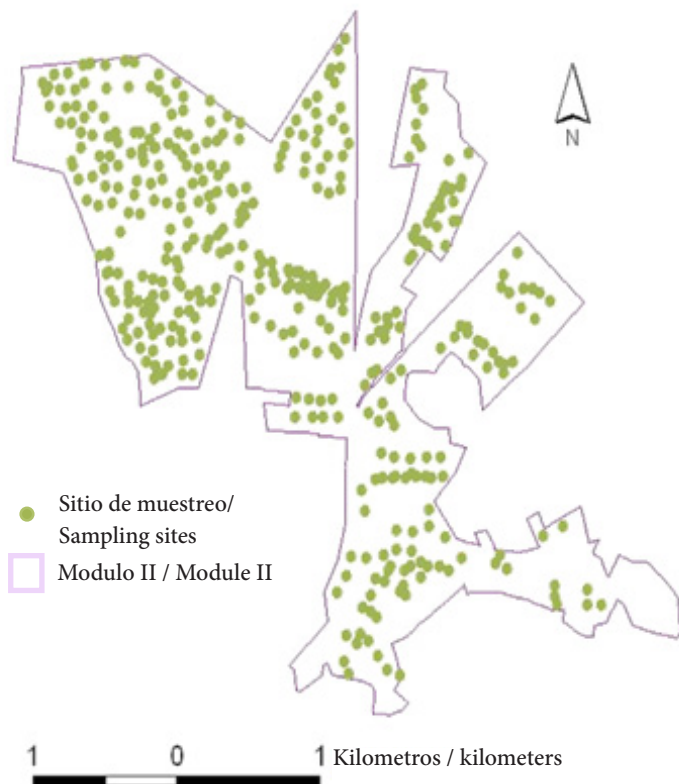 N
Sitio de muestreo/
Sampling sites
Modulo II / Module II
1 0 1 Kilometros / kilometers